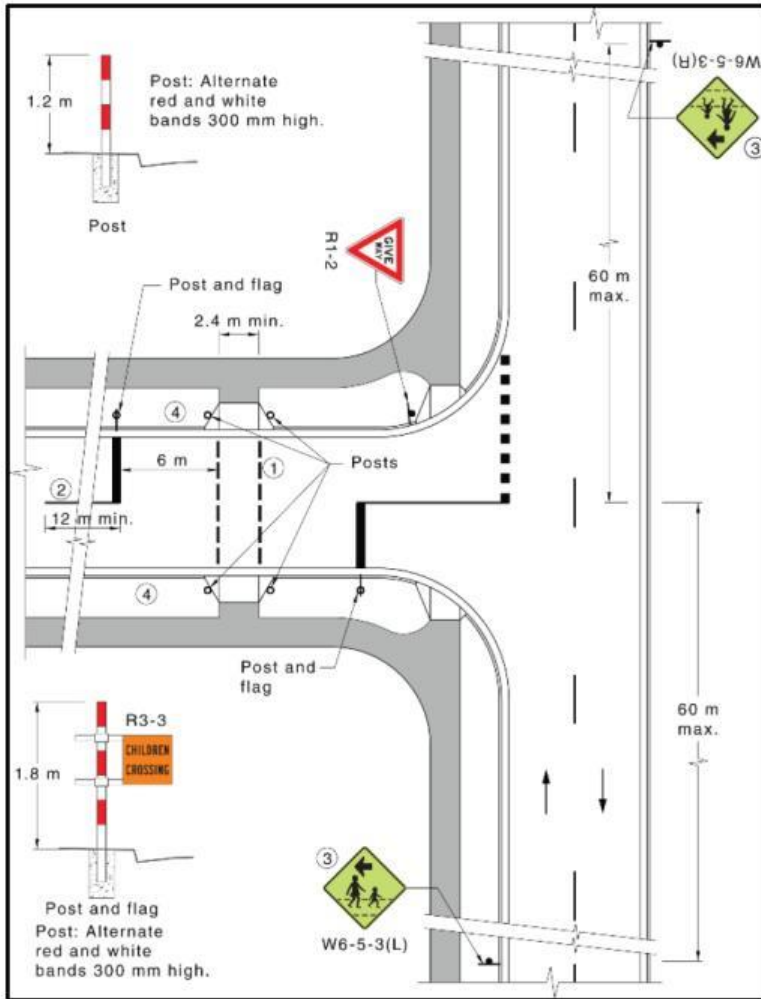 1.2 m
Post: Alternate
red and white
bands 300 mm high.
Post
W6-5-3(R)
3
R1-2
GIVE
WAY
Post and flag
2.4 m min.
60 m
max.
4
6 m
1
Posts
2
12 m min.
4
Post and
flag
R3-3
CHILDREN
CROSSING
1.8 m
60 m
max.
3
W6-5-3(L)
Post and flag
Post: Alternate
red and white
bands 300 mm high.